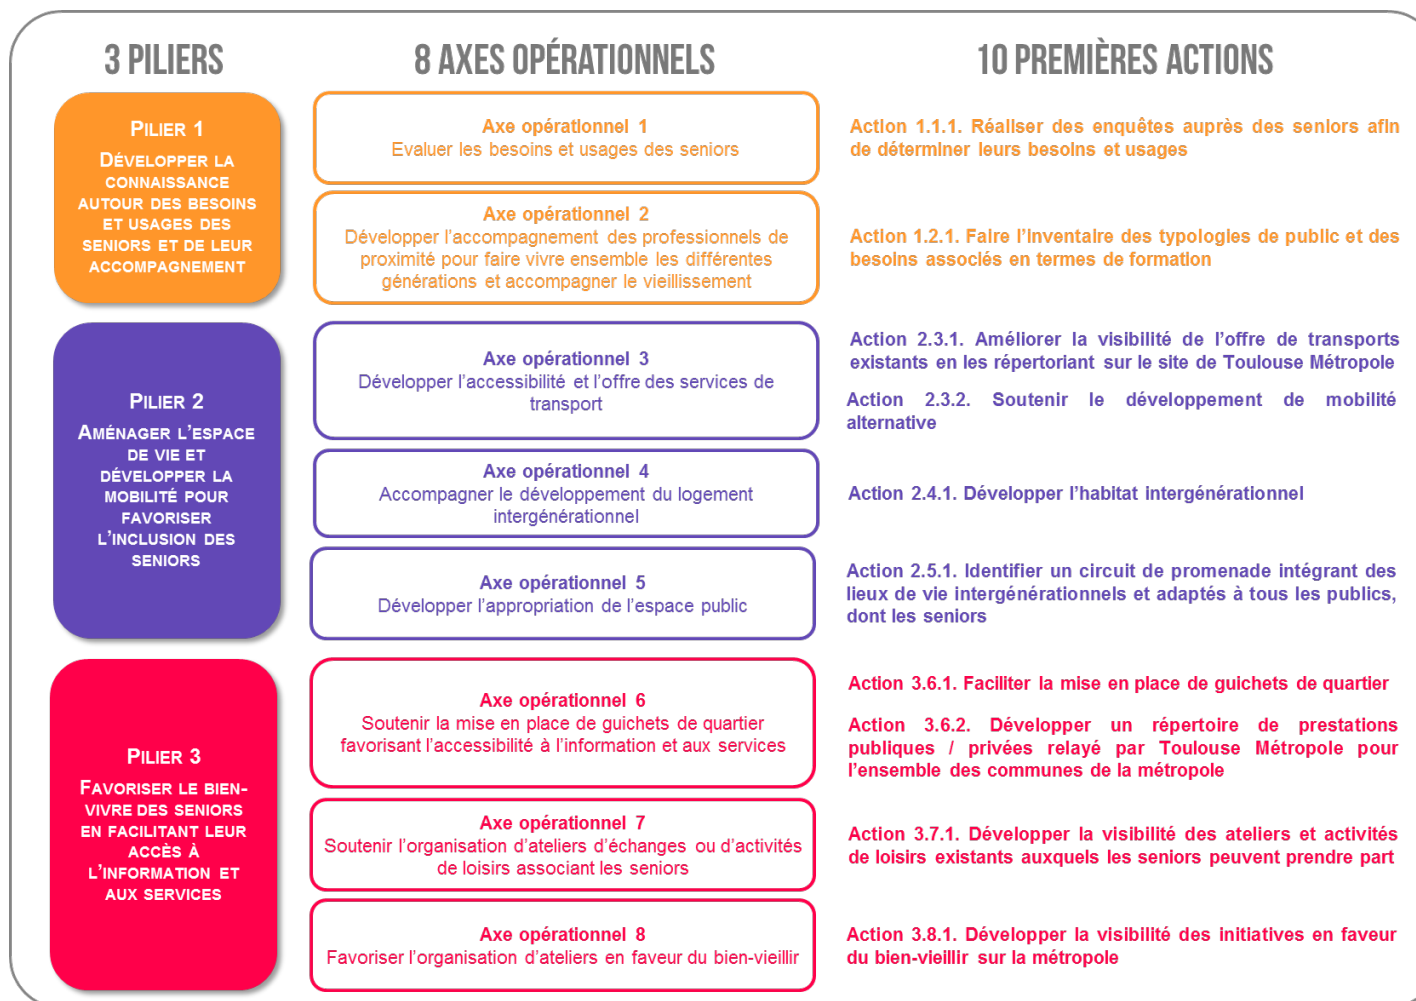 3 PILIERS
8 AXES OPÉRATIONNELS
10 PREMIÈRES ACTIONS
PILIER 1
DÉVELOPPER LA
CONNAISSANCE
AUTOUR DES BESOINS
ET USAGES DES
SENIORS ET DE LEUR
ACCOMPAGNEMENT
Axe opérationnel 1
Evaluer les besoins et usages des seniors
Action 1.1.1. Réaliser des enquêtes auprès des seniors afin
de déterminer leurs besoins et usages
Axe opérationnel 2
Développer l'accompagnement des professionnels de
proximité pour faire vivre ensemble les différentes
générations et accompagner le vieillissement
Action 1.2.1. Faire l'inventaire des typologies de public et des
besoins associés en termes de formation
PILIER 2
AMÉNAGER L'ESPACE
DE VIE ET
DÉVELOPPER LA
MOBILITÉ POUR
FAVORISER
L'INCLUSION DES
SENIORS
Axe opérationnel 3
Développer l'accessibilité et l'offre des services de
transport
Action 2.3.1. Améliorer la visibilité de l'offre de transports
existants en les répertoriant sur le site de Toulouse Métropole
Action 2.3.2. Soutenir le développement de mobilité
alternative
Axe opérationnel 4
Accompagner le développement du logement
intergénérationnel
Action 2.4.1. Développer l'habitat intergénérationnel
Axe opérationnel 5
Développer l'appropriation de l'espace public
Action 2.5.1. Identifier un circuit de promenade intégrant des
lieux de vie intergénérationnels et adaptés à tous les publics,
dont les seniors
PILIER 3
FAVORISER LE BIEN-
VIVRE DES SENIORS
EN FACILITANT LEUR
ACCÈS À
L'INFORMATION ET
AUX SERVICES
Axe opérationnel 6
Soutenir la mise en place de guichets de quartier
favorisant l'accessibilité à l'information et aux services
Action 3.6.1. Faciliter la mise en place de guichets de quartier
Action 3.6.2. Développer un répertoire de prestations
publiques / privées relayé par Toulouse Métropole pour
l'ensemble des communes de la métropole
Axe opérationnel 7
Soutenir l'organisation d'ateliers d'échanges ou d'activités
de loisirs associant les seniors
Action 3.7.1. Développer la visibilité des ateliers et activités
de loisirs existants auxquels les seniors peuvent prendre part
Axe opérationnel 8
Favoriser l'organisation d'ateliers en faveur du bien-vieillir
Action 3.8.1. Développer la visibilité des initiatives en faveur
du bien-vieillir sur la métropole